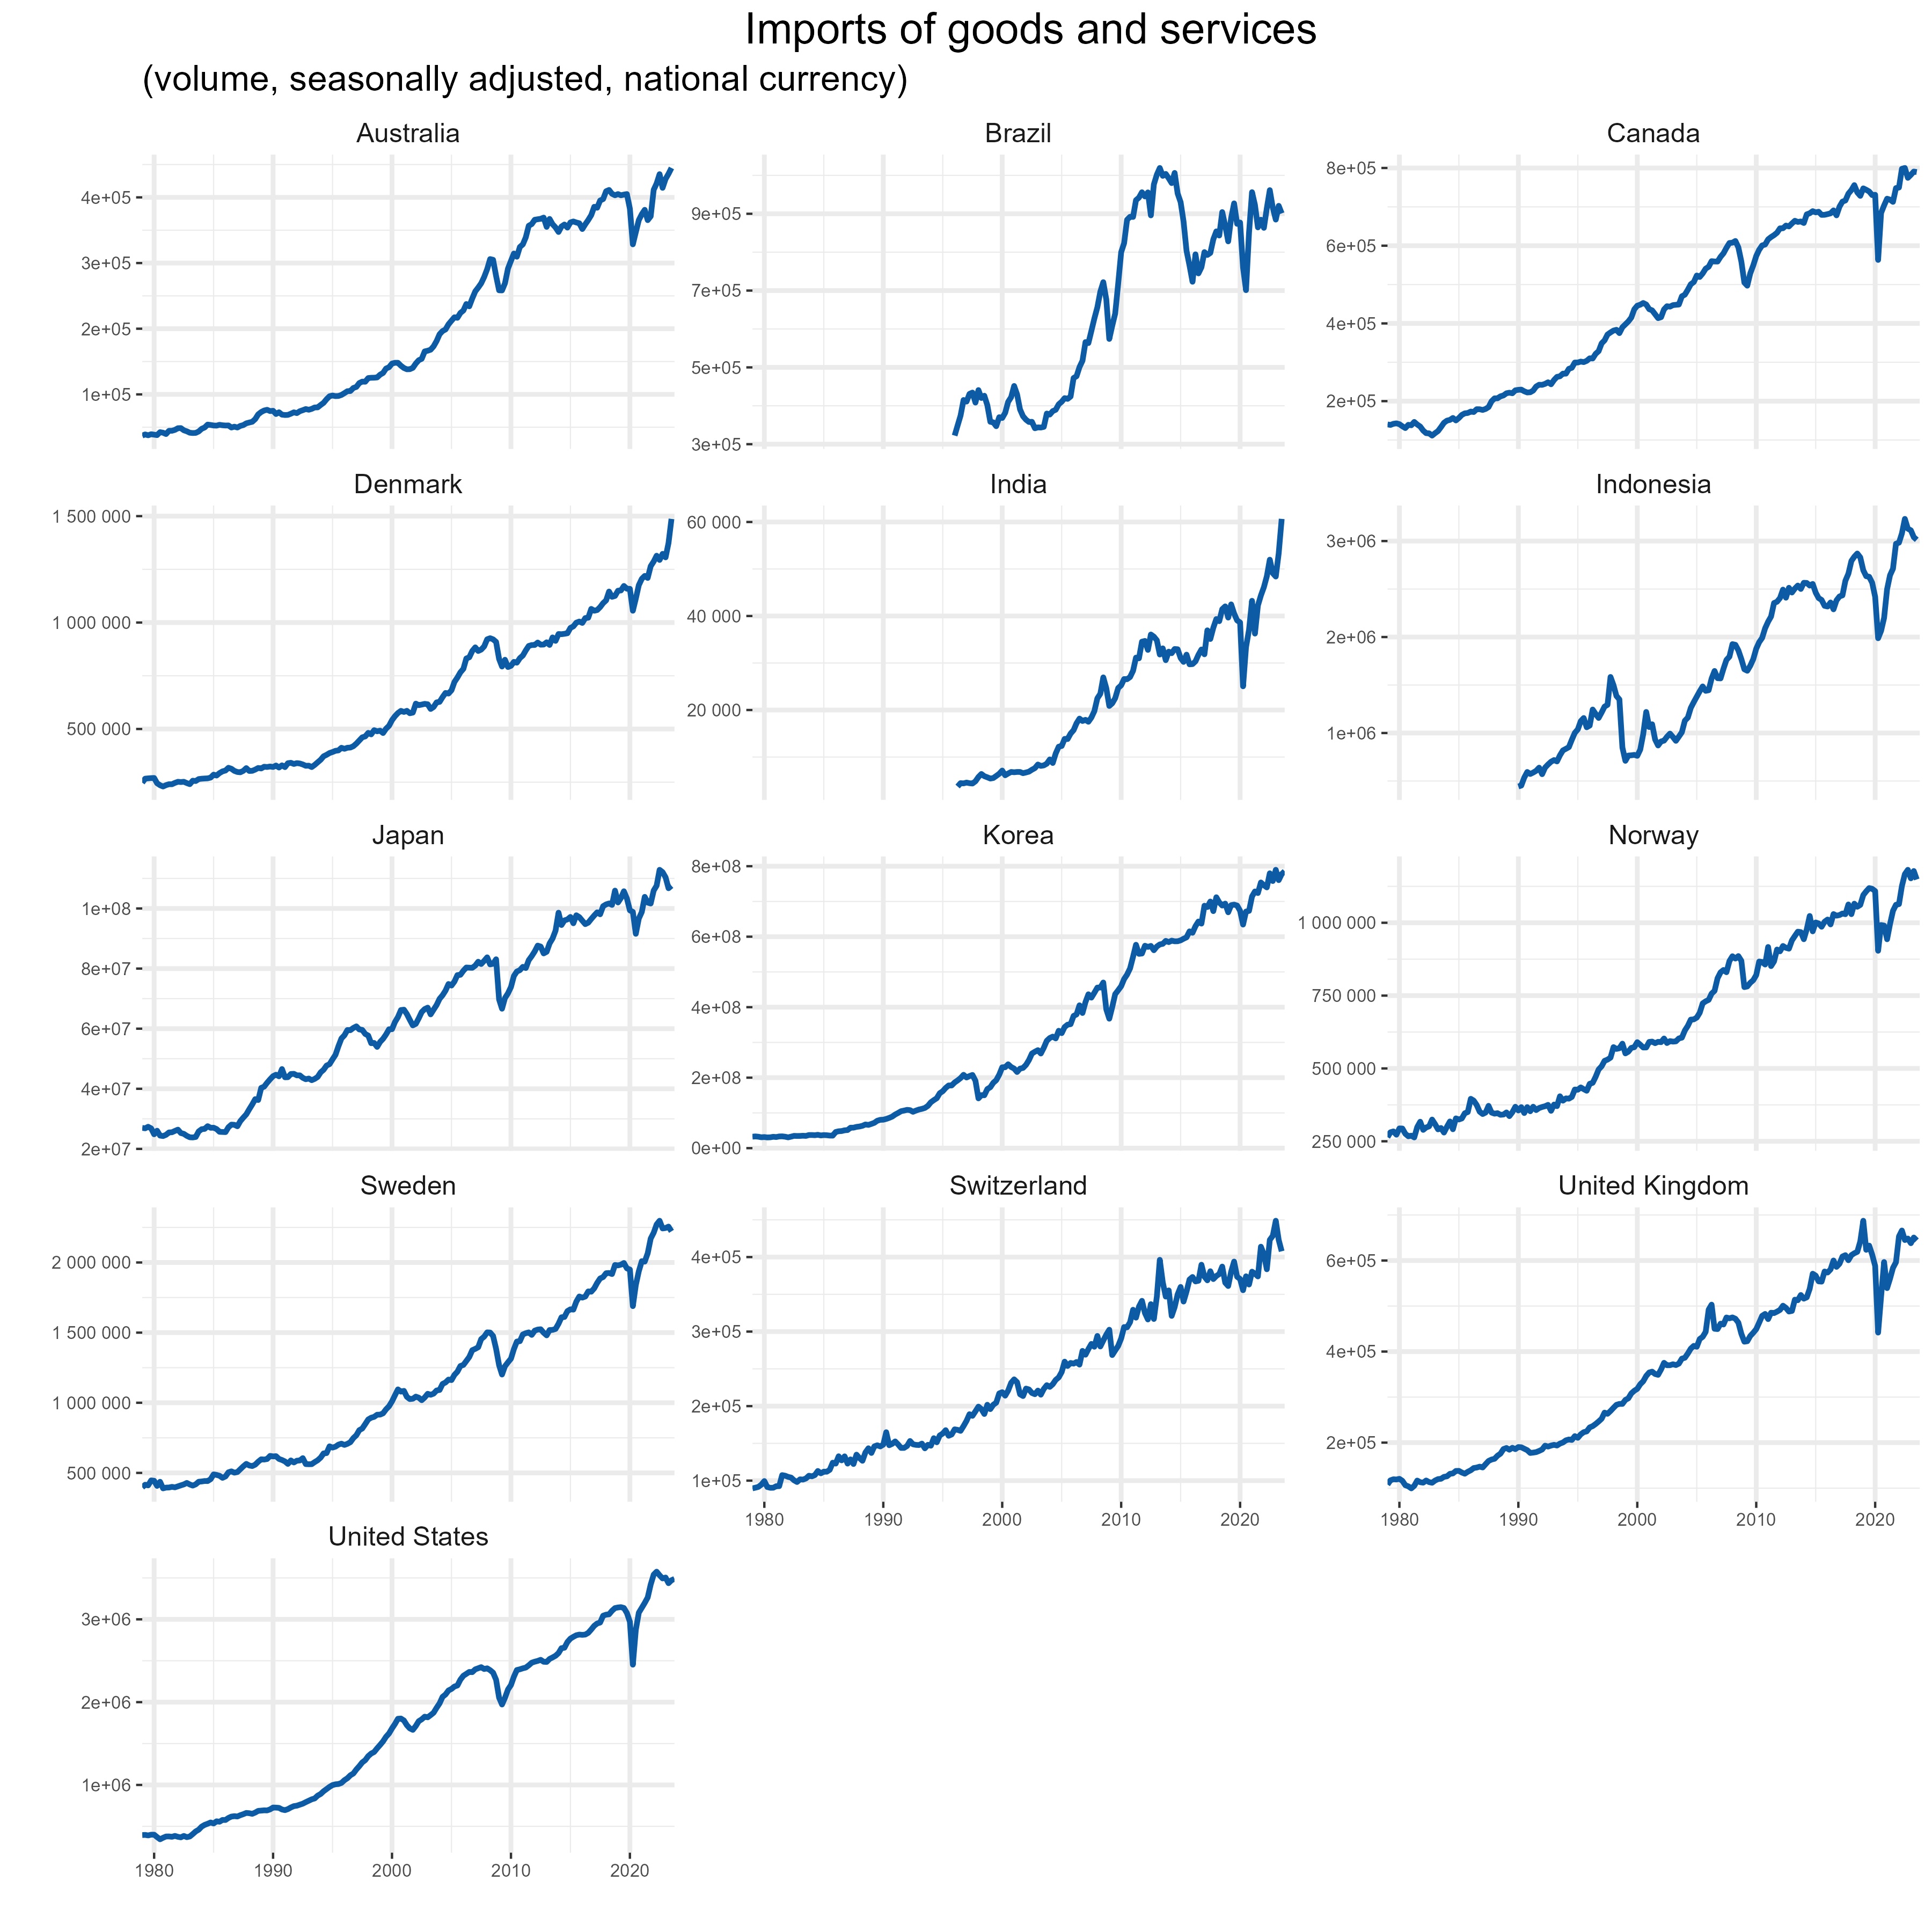 Imports of goods and services
(volume, seasonally adjusted, national currency)
Australia
4e+05
3e+05
2e+05
1e+05
Brazil
9e+05
7e+05
5e+05
3e+05
Canada
8e+05
6e+05
4e+05
2e+05
Denmark
1 500 000
1 000 000
500 000
India
60 000
40 000
20 000
Indonesia
3e+06
2e+06
1e+06
Japan
1e+08
8e+07
6e+07
4e+07
2e+07
Korea
8e+08
6e+08
4e+08
2e+08
0e+00
Norway
1 000 000
750 000
500 000
250 000
Sweden
2 000 000
1 500 000
1 000 000
500 000
Switzerland
4e+05
3e+05
2e+05
1e+05
1980 1990 2000 2010 2020
United Kingdom
6e+05
4e+05
2e+05
1980 1990 2000 2010 2020
United States
3e+06
2e+06
1e+06
1980 1990 2000 2010 2020